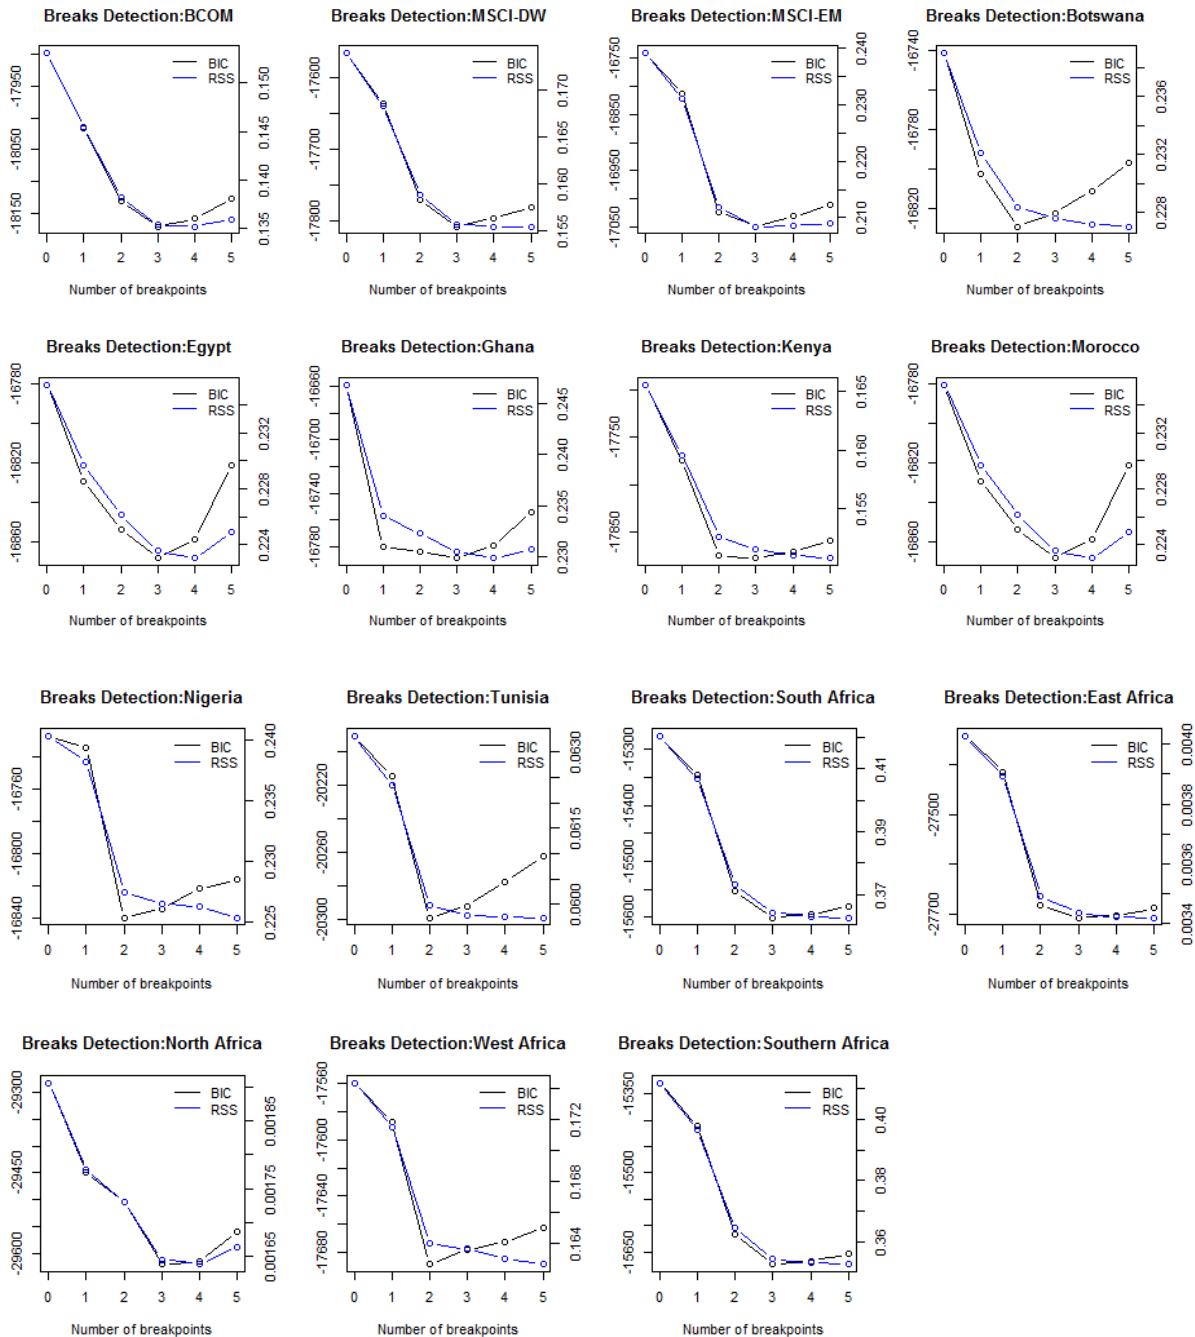 Breaks Detection:BCOM
BIC
RSS
-17950
-18050
-18150
0.150
0.145
0.140
0.135
0 1 2 3 4 5
Number of breakpoints
Breaks Detection:MSCI-DW
BIC
RSS
-17600
-17700
-17800
0.170
0.165
0.160
0.155
0 1 2 3 4 5
Number of breakpoints
Breaks Detection:MSCI-EM
BIC
RSS
-16750
-16850
-16950
-17050
0.240
0.230
0.220
0.210
0 1 2 3 4 5
Number of breakpoints
Breaks Detection:Botswana
BIC
RSS
-16740
-16780
-16820
0.236
0.232
0.228
0 1 2 3 4 5
Number of breakpoints
Breaks Detection:Egypt
BIC
RSS
-16780
-16820
-16860
0.232
0.228
0.224
0 1 2 3 4 5
Number of breakpoints
Breaks Detection:Ghana
BIC
RSS
-16660
-16700
-16740
-16780
0.245
0.240
0.235
0.230
0 1 2 3 4 5
Number of breakpoints
Breaks Detection:Kenya
BIC
RSS
-17750
-17850
0.165
0.160
0.155
0 1 2 3 4 5
Number of breakpoints
Breaks Detection:Morocco
BIC
RSS
-16780
-16820
-16860
0.232
0.228
0.224
0 1 2 3 4 5
Number of breakpoints
Breaks Detection:Nigeria
BIC
RSS
-16760
-16800
-16840
0.240
0.235
0.230
0.225
0 1 2 3 4 5
Number of breakpoints
Breaks Detection:Tunisia
BIC
RSS
-20220
-20260
-20300
0.0630
0.0615
0.0600
0 1 2 3 4 5
Number of breakpoints
Breaks Detection:South Africa
BIC
RSS
-15300
-15400
-15500
-15600
0.41
0.39
0.37
0 1 2 3 4 5
Number of breakpoints
Breaks Detection:East Africa
BIC
RSS
-27500
-27700
0.0040
0.0038
0.0036
0.0034
0 1 2 3 4 5
Number of breakpoints
Breaks Detection:North Africa
BIC
RSS
-29300
-29450
-29600
0.00185
0.00175
0.00165
0 1 2 3 4 5
Number of breakpoints
Breaks Detection:West Africa
BIC
RSS
-17560
-17600
-17640
-17680
0.172
0.168
0.164
0 1 2 3 4 5
Number of breakpoints
Breaks Detection:Southern Africa
BIC
RSS
-15350
-15500
-15650
0.40
0.38
0.36
0 1 2 3 4 5
Number of breakpoints